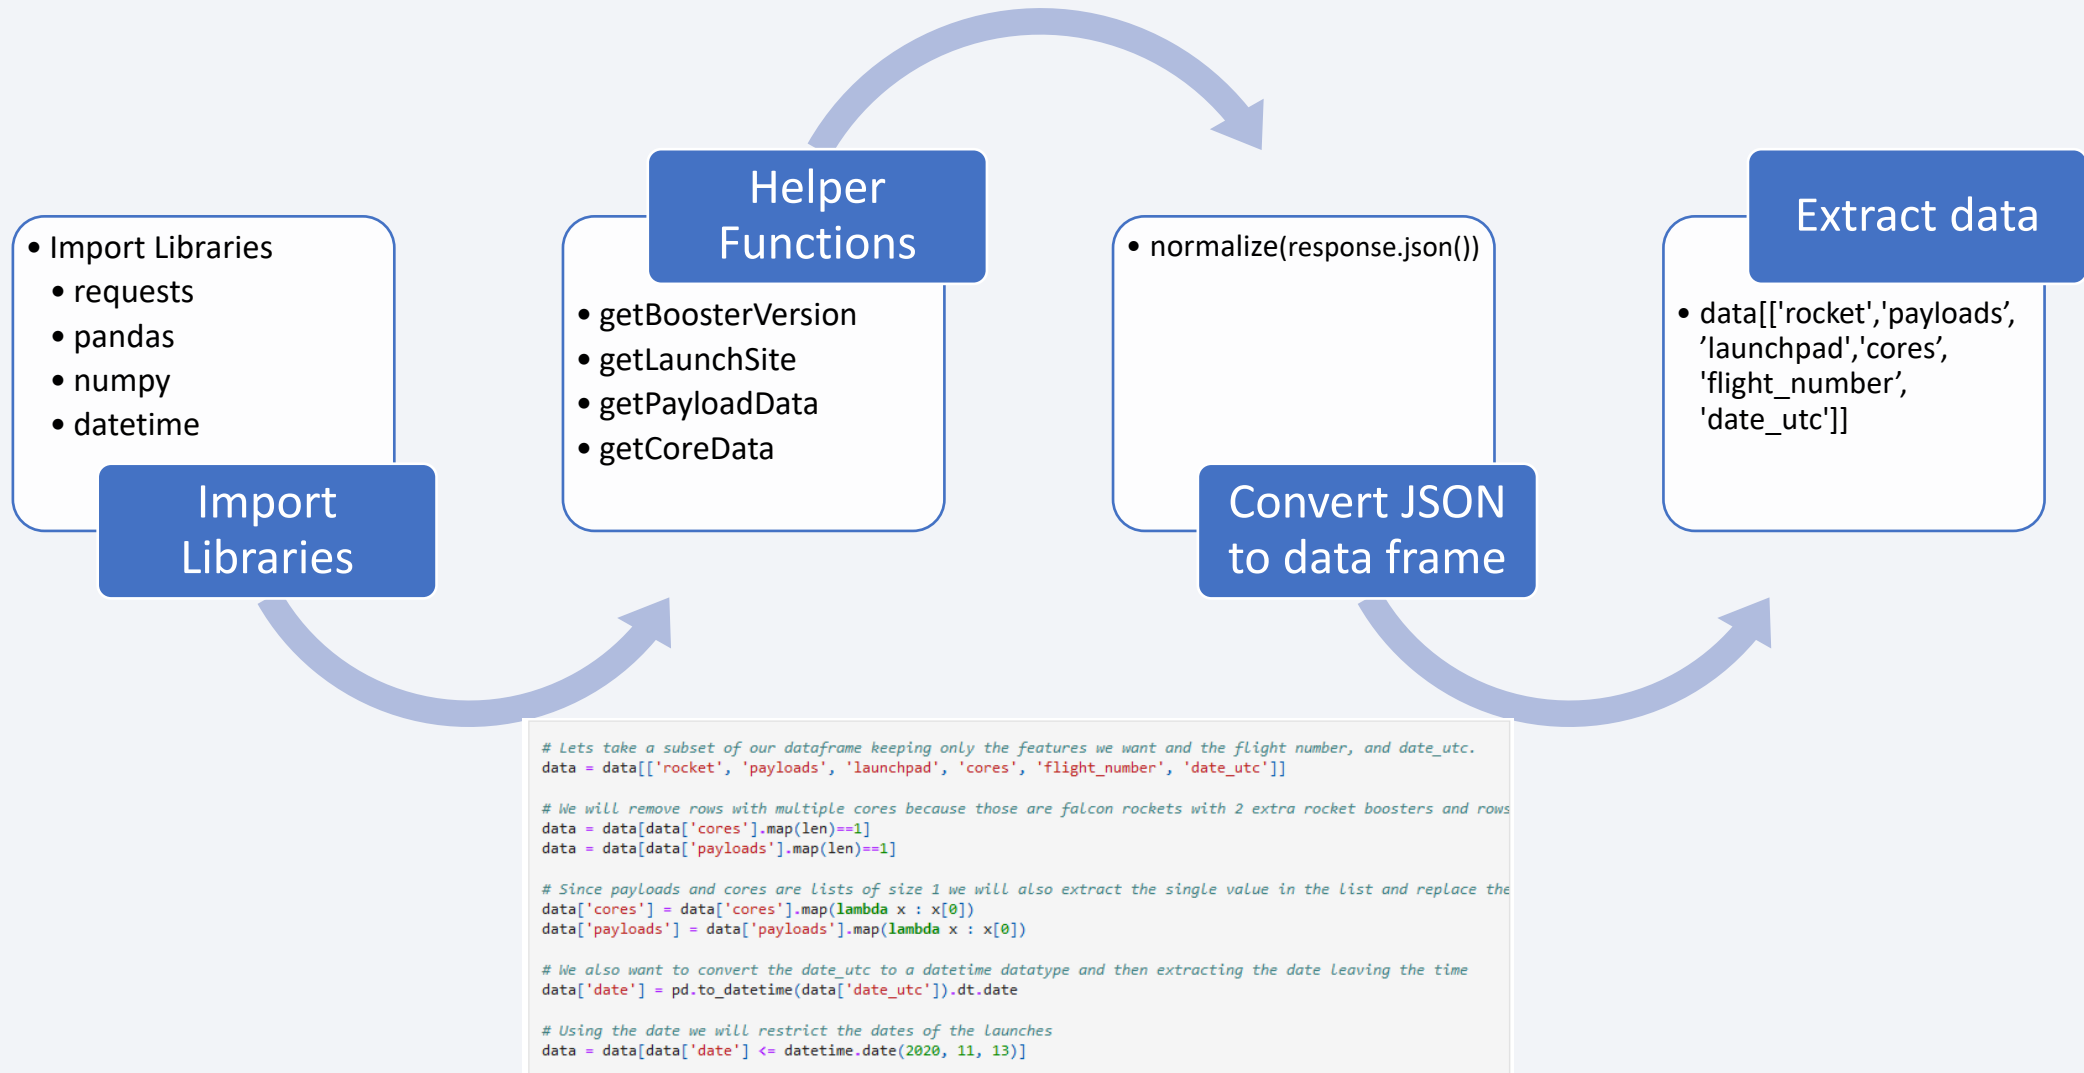 • Import Libraries
• requests
• pandas
• numpy
• datetime
Import
Libraries
Helper
Functions
• getBoosterVersion
• getLaunchSite
• getPayloadData
• getCoreData
• normalize(response.json())
Convert JSON
to data frame
Extract data
• data[['rocket','payloads’,
’launchpad','cores’,
'flight_number’,
'date_utc']]
# Lets take a subset of our dataframe keeping only the features we want and the flight number, and date_utc.
data = data[['rocket', 'payloads', 'launchpad', 'cores', 'flight_number', 'date_utc']]
# We will remove rows with multiple cores because those are falcon rockets with 2 extra rocket boosters and rows
data = data[data['cores'].map(len)==1]
data = data[data['payloads'].map(len)==1]
# Since payloads and cores are lists of size 1 we will also extract the single value in the list and replace the
data['cores'] = data['cores'].map(lambda x : x[0])
data['payloads'] = data['payloads'].map(lambda x : x[0])
# We also want to convert the date_utc to a datetime datatype and then extracting the date leaving the time
data['date'] = pd.to_datetime(data['date_utc']).dt.date
# Using the date we will restrict the dates of the launches
data = data[data['date'] <= datetime.date(2020, 11, 13)]